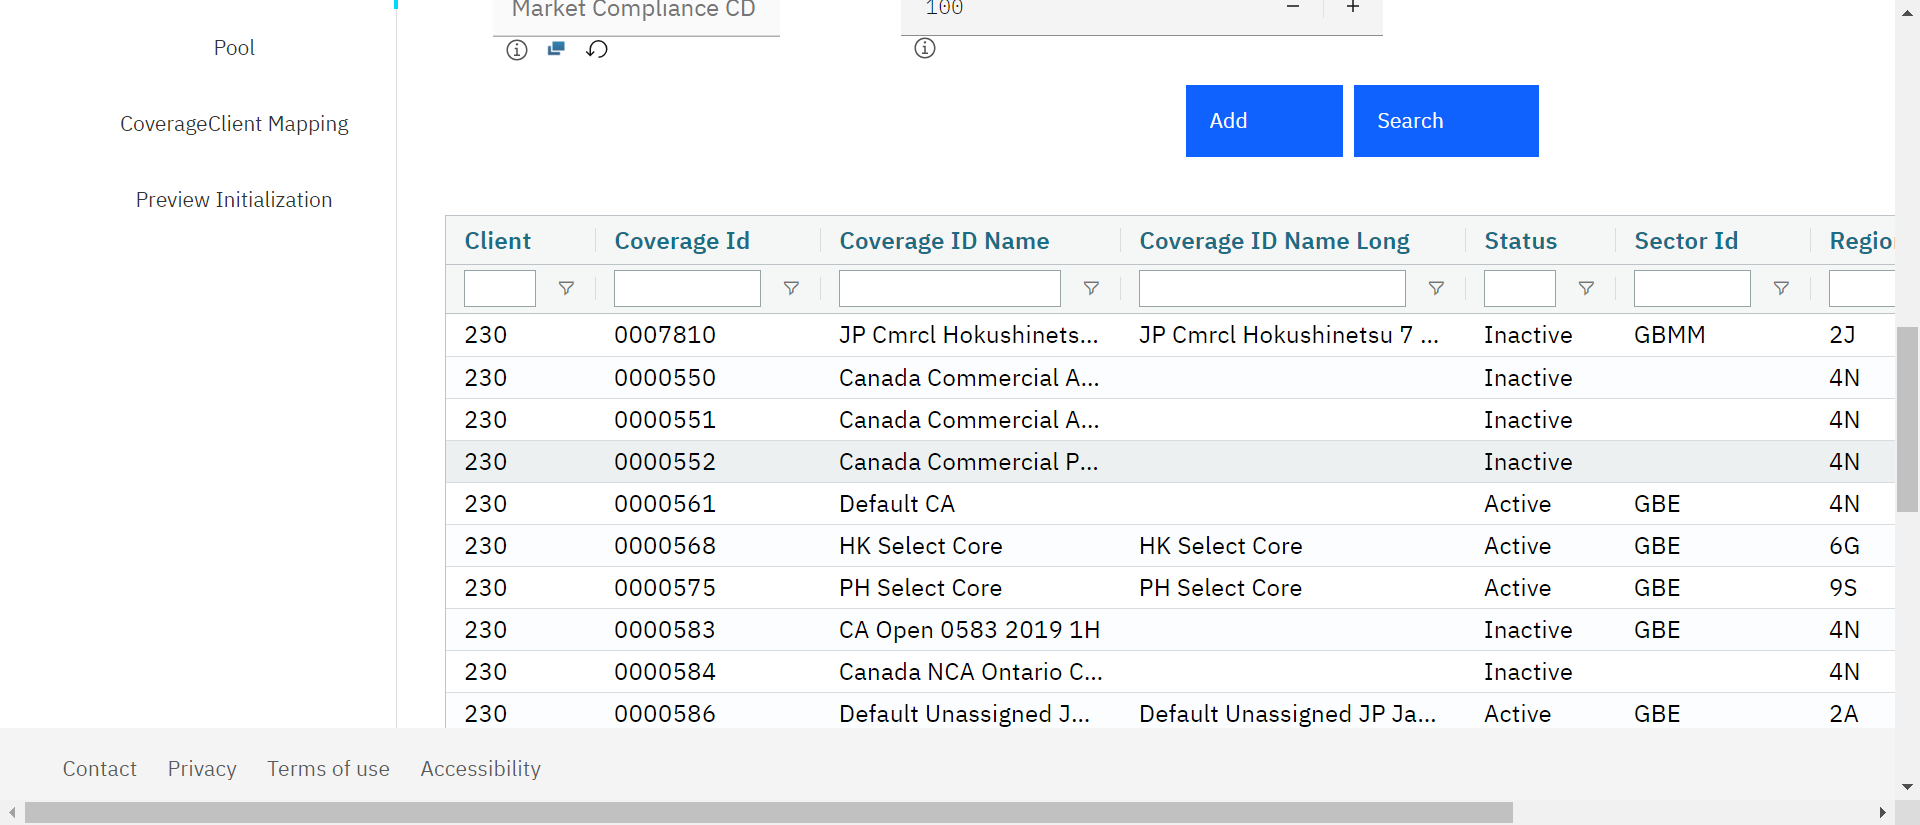 Market Compliance CD
100
Pool
CoverageClient Mapping
Preview Initialization
Add Search
Client Coverage Id Coverage ID Name Coverage ID Name Long Status Sector Id Regio
230 0007810 JP Cmrcl Hokushinets... JP Cmrcl Hokushinetsu 7 ... Inactive GBMM 2J
230 0000550 Canada Commercial A... Inactive 4N
230 0000551 Canada Commercial A... Inactive 4N
230 0000552 Canada Commercial P... Inactive 4N
230 0000561 Default CA Active GBE 4N
230 0000568 HK Select Core HK Select Core Active GBE 6G
230 0000575 PH Select Core PH Select Core Active GBE 9S
230 0000583 CA Open 0583 2019 1H Inactive GBE 4N
230 0000584 Canada NCA Ontario C... Inactive 4N
230 0000586 Default Unassigned J... Default Unassigned JP Ja... Active GBE 2A
Contact Privacy Terms of use Accessibility